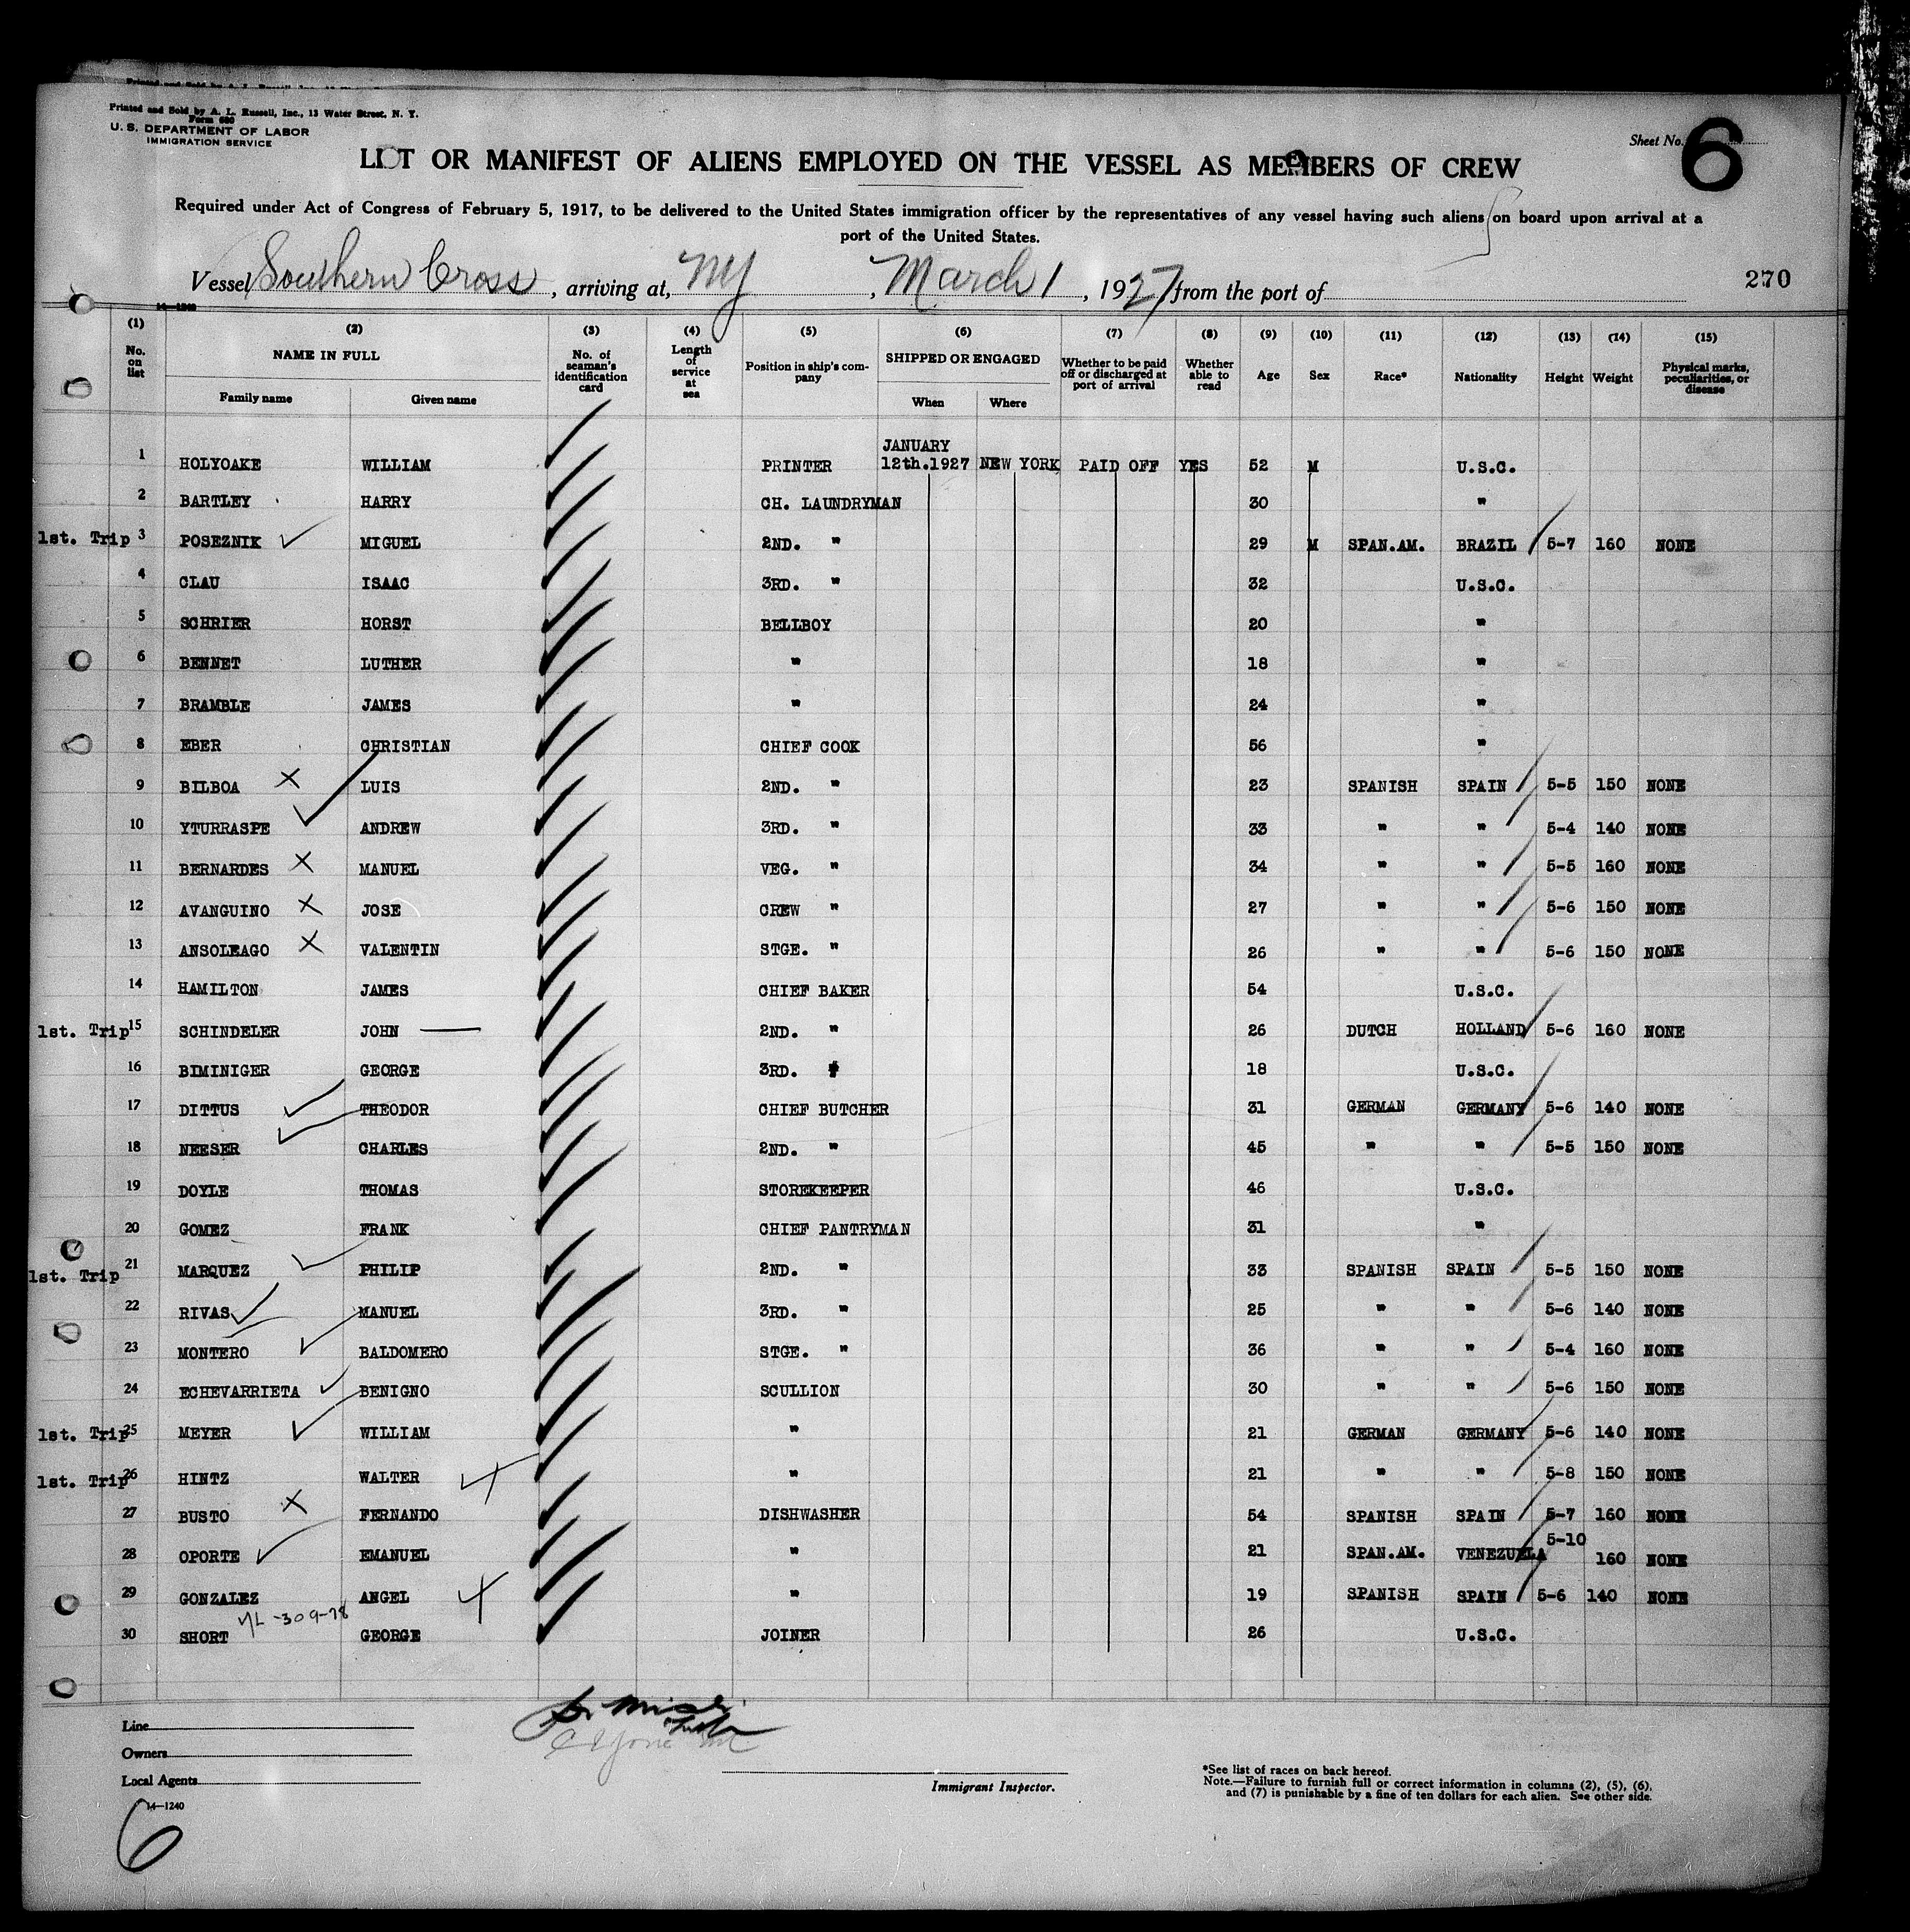 Printed and Sold by A. L. Russell, Inc., 13 Water Street, N. Y.
Form 680
U. S. DEPARTMENT OF LABOR
IMMIGRATION SERVICE
Sheet No. 6
LIST OR MANIFEST OF ALIENS EMPLOYED ON THE VESSEL AS MEMBERS OF CREW
Required under Act of Congress of February 5, 1917, to be delivered to the United States immigration officer by the representatives of any vessel having such aliens on board upon arrival at a
port of the United States.
Vessel Southern Cross, arriving at, NY, March 1, 1927 from the port of
270
14-1240
(1) (2) (3) (4) (5) (6) (7) (8) (9) (10) (11) (12) (13) (14) (15)
No. on list NAME IN FULL No. of seaman's identification card Length of service at sea Position in ship's company SHIPPED OR ENGAGED Whether to be paid off or discharged at port of arrival Whether able to read Age Sex Race* Nationality Height Weight Physical marks, peculiarities, or disease
Family name Given name When Where
1 HOLYOAKE WILLIAM PRINTER JANUARY 12th.1927 NEW YORK PAID OFF YES 52 M U.S.C.
2 BARTLEY HARRY CH. LAUNDRYMAN 30 "
1st. Trip 3 POSEZNIK MIGUEL 2ND. " 29 M SPAN.AM. BRAZIL 5-7 160 NONE
4 CLAU ISAAC 3RD. " 32 U.S.C.
5 SCHRIER HORST BELLBOY 20 "
6 BENNET LUTHER " 18 "
7 BRAMBLE JAMES " 24 "
8 EBER CHRISTIAN CHIEF COOK 56 "
9 BILBOA LUIS 2ND. " 23 SPANISH SPAIN 5-5 150 NONE
10 YTURRASPE ANDREW 3RD. " 33 " " 5-4 140 NONE
11 BERNARDES MANUEL VEG. " 34 " " 5-5 160 NONE
12 AVANGUINO JOSE CREW " 27 " " 5-6 150 NONE
13 ANSOLEAGO VALENTIN STGE. " 26 " " 5-6 150 NONE
14 HAMILTON JAMES CHIEF BAKER 54 U.S.C.
1st. Trip 15 SCHINDELER JOHN 2ND. " 26 DUTCH HOLLAND 5-6 160 NONE
16 BIMINIGER GEORGE 3RD. " 18 U.S.C.
17 DITTUS THEODOR CHIEF BUTCHER 31 GERMAN GERMANY 5-6 140 NONE
18 NEESER CHARLES 2ND. " 45 " " 5-5 150 NONE
19 DOYLE THOMAS STOREKEEPER 46 U.S.C.
20 GOMEZ FRANK CHIEF PANTRYMAN 31 "
1st. Trip 21 MARQUEZ PHILIP 2ND. " 33 SPANISH SPAIN 5-5 150 NONE
22 RIVAS MANUEL 3RD. " 25 " " 5-6 140 NONE
23 MONTERO BALDOMERO STGE. " 36 " " 5-4 160 NONE
24 ECHEVARRIETA BENIGNO SCULLION 30 " " 5-6 150 NONE
1st. Trip 25 MEYER WILLIAM " 21 GERMAN GERMANY 5-6 140 NONE
1st. Trip 26 HINTZ WALTER " 21 " " 5-8 150 NONE
27 BUSTO FERNANDO DISHWASHER 54 SPANISH SPAIN 5-7 160 NONE
28 OPORTE EMANUEL " 21 SPAN.AM. VENEZUELA 5-10 160 NONE
29 GONZALEZ ANGEL " 19 SPANISH SPAIN 5-6 140 NONE
30 SHORT GEORGE JOINER 26 U.S.C.
Line
Owners
Local Agents
14-1240
Immigrant Inspector.
*See list of races on back hereof.
Note.—Failure to furnish full or correct information in columns (2), (5), (6),
and (7) is punishable by a fine of ten dollars for each alien. See other side.
6